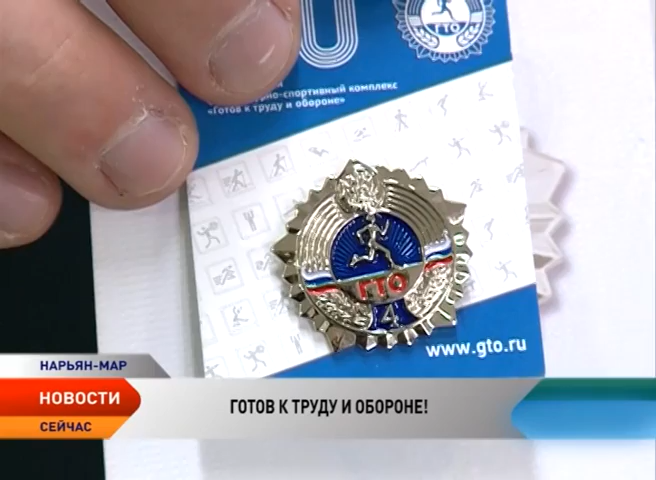 ГТО
но-спортивный комплекс
«Готов к труду и обороне»
ГТО
4
www.gto.ru
НАРЬЯН-МАР
НОВОСТИ
СЕЙЧАС
ГОТОВ К ТРУДУ И ОБОРОНЕ!